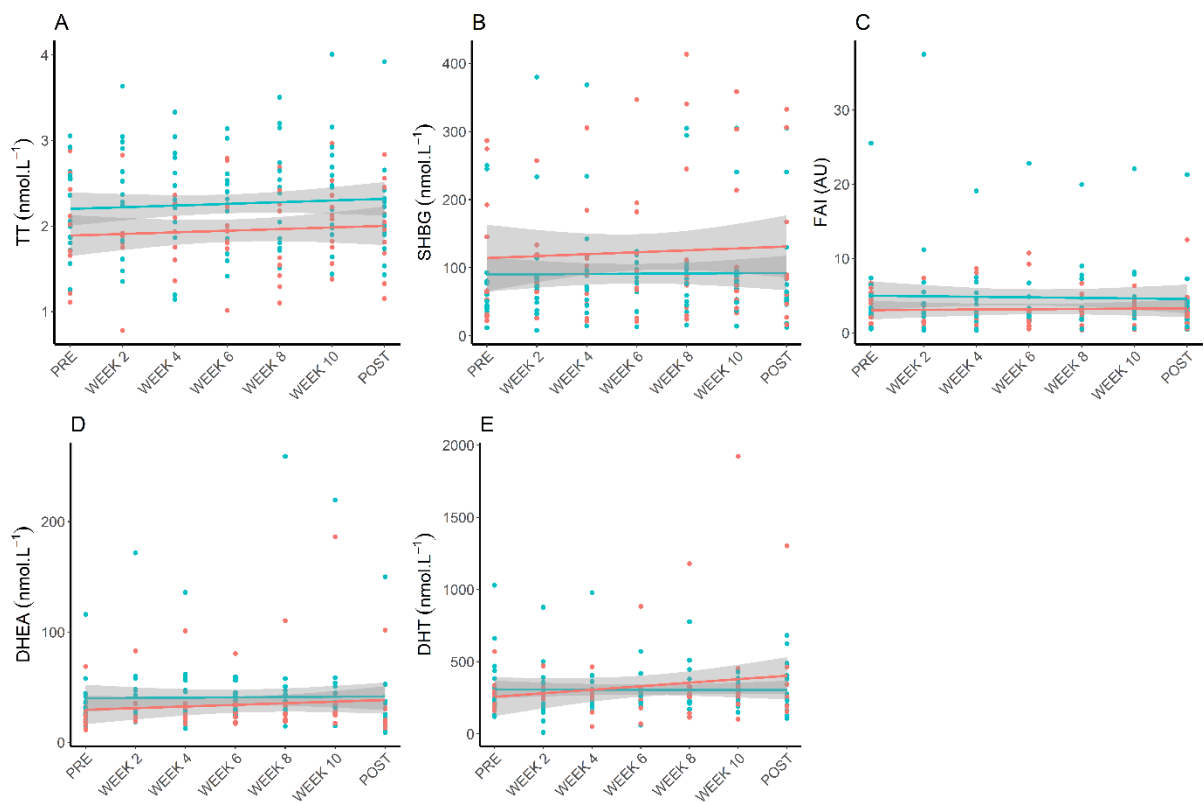 A
TT (nmol.L⁻¹)
4
3
2
1
PRE
WEEK 2
WEEK 4
WEEK 6
WEEK 8
WEEK 10
POST
B
SHBG (nmol.L⁻¹)
400
300
200
100
0
PRE
WEEK 2
WEEK 4
WEEK 6
WEEK 8
WEEK 10
POST
C
FAI (AU)
30
20
10
0
PRE
WEEK 2
WEEK 4
WEEK 6
WEEK 8
WEEK 10
POST
D
DHEA (nmol.L⁻¹)
200
100
0
PRE
WEEK 2
WEEK 4
WEEK 6
WEEK 8
WEEK 10
POST
E
DHT (nmol.L⁻¹)
2000
1500
1000
500
0
PRE
WEEK 2
WEEK 4
WEEK 6
WEEK 8
WEEK 10
POST